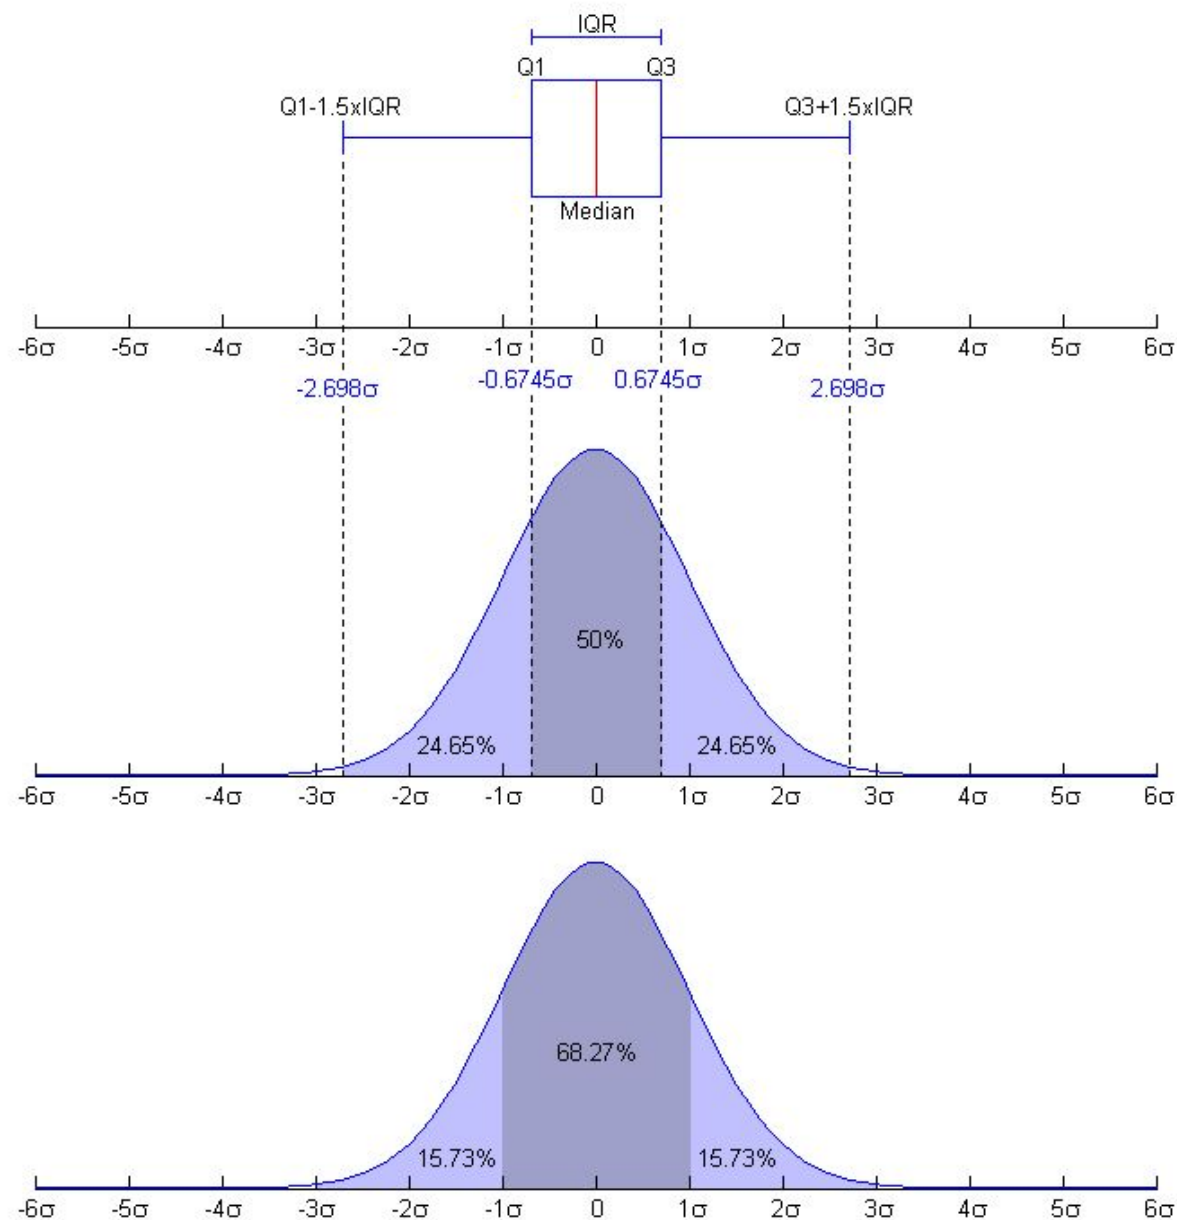 IQR
Q1 Q3
Q1-1.5xIQR Q3+1.5xIQR
Median
-6σ -5σ -4σ -3σ -2σ -1σ 0 1σ 2σ 3σ 4σ 5σ 6σ
-2.698σ -0.6745σ 0.6745σ 2.698σ
50%
24.65% 24.65%
-6σ -5σ -4σ -3σ -2σ -1σ 0 1σ 2σ 3σ 4σ 5σ 6σ
68.27%
15.73% 15.73%
-6σ -5σ -4σ -3σ -2σ -1σ 0 1σ 2σ 3σ 4σ 5σ 6σ